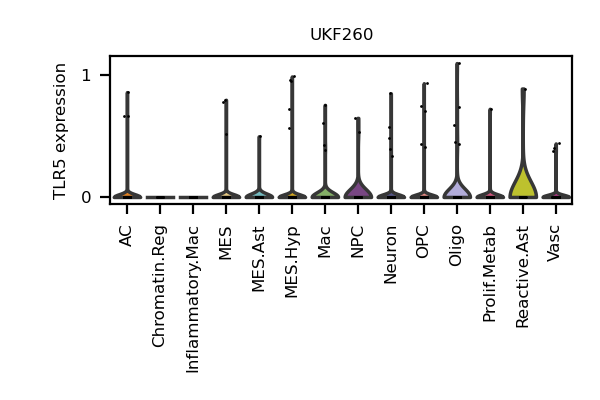 UKF260
TLR5 expression
1
0
AC
Chromatin.Reg
Inflammatory.Mac
MES
MES.Ast
MES.Hyp
Mac
NPC
Neuron
OPC
Oligo
Prolif.Metab
Reactive.Ast
Vasc